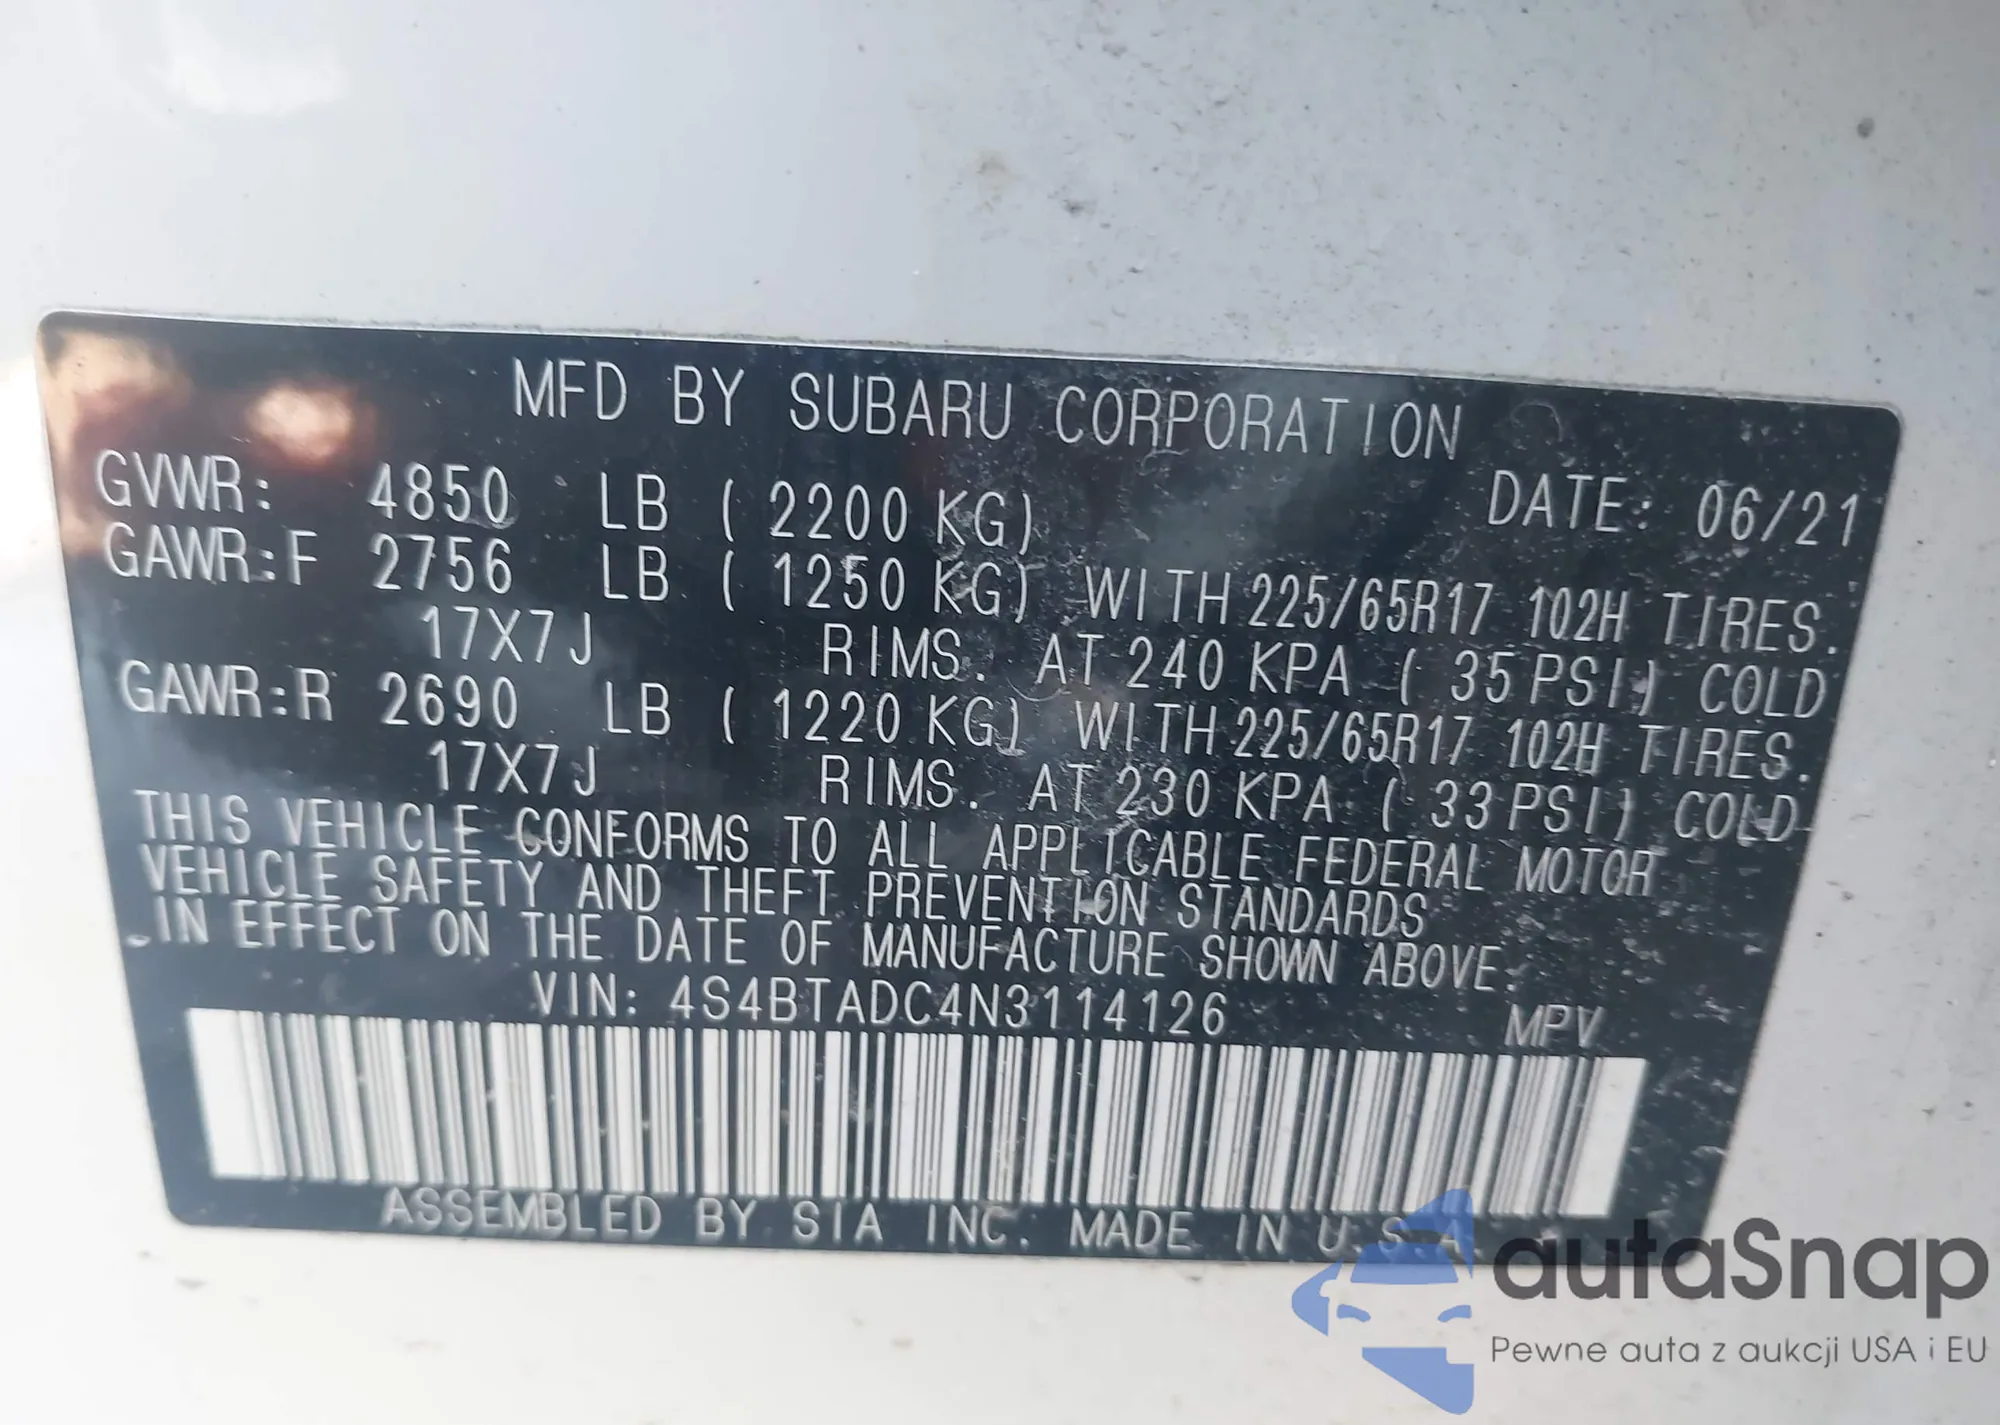 MFD BY SUBARU CORPORATION
GVWR: 4850 LB ( 2200 KG) DATE: 06/21
GAWR:F 2756 LB ( 1250 KG) WITH 225/65R17 102H TIRES.
17X7J RIMS. AT 240 KPA ( 35 PSI) COLD
GAWR:R 2690 LB ( 1220 KG) WITH 225/65R17 102H TIRES.
17X7J RIMS. AT 230 KPA ( 33 PSI) COLD
THIS VEHICLE CONFORMS TO ALL APPLICABLE FEDERAL MOTOR
VEHICLE SAFETY AND THEFT PREVENTION STANDARDS
IN EFFECT ON THE DATE OF MANUFACTURE SHOWN ABOVE.
VIN: 4S4BTADC4N3114126 MPV
ASSEMBLED BY SIA INC. MADE IN U.S.A.
autaSnap
Pewne auta z aukcji USA i EU